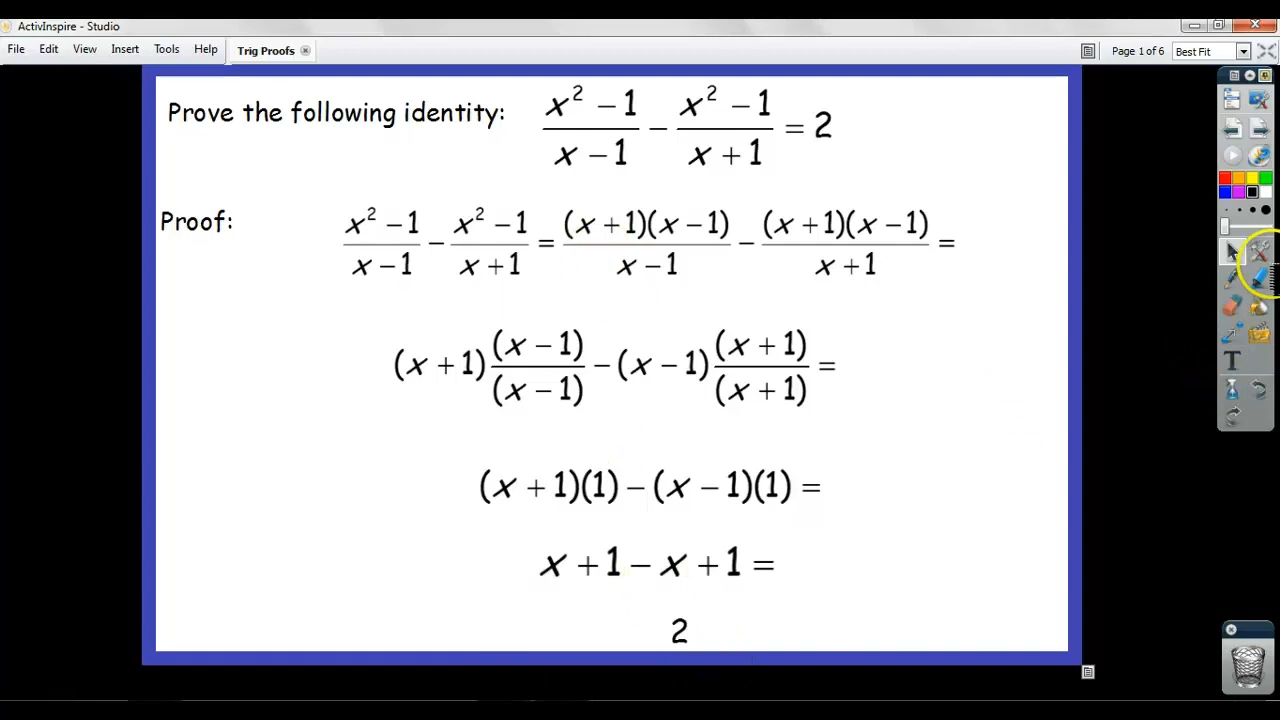 ActivInspire - Studio
File Edit View Insert Tools Help Trig Proofs Page 1 of 6 Best Fit
Prove the following identity: (x² − 1)/(x − 1) − (x² − 1)/(x + 1) = 2
Proof: (x² − 1)/(x − 1) − (x² − 1)/(x + 1) = (x + 1)(x − 1)/(x − 1) − (x + 1)(x − 1)/(x + 1) =
(x + 1) (x − 1)/(x − 1) − (x − 1) (x + 1)/(x + 1) =
(x + 1)(1) − (x − 1)(1) =
x + 1 − x + 1 =
2
T